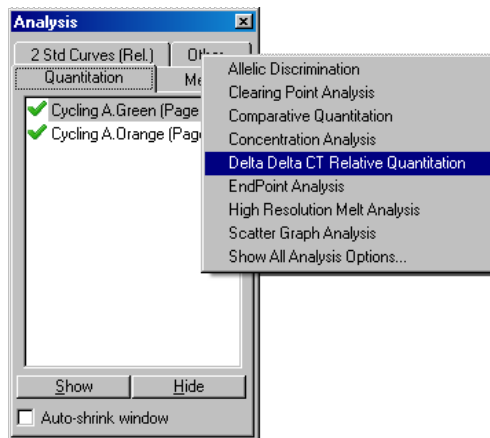 Analysis
2 Std Curves (Rel.)
Quantitation
Cycling A.Green (Page
Cycling A.Orange
Allelic Discrimination
Clearing Point Analysis
Comparative Quantitation
Concentration Analysis
Delta Delta CT Relative Quantitation
EndPoint Analysis
High Resolution Melt Analysis
Scatter Graph Analysis
Show All Analysis Options...
Show
Hide
Auto-shrink window